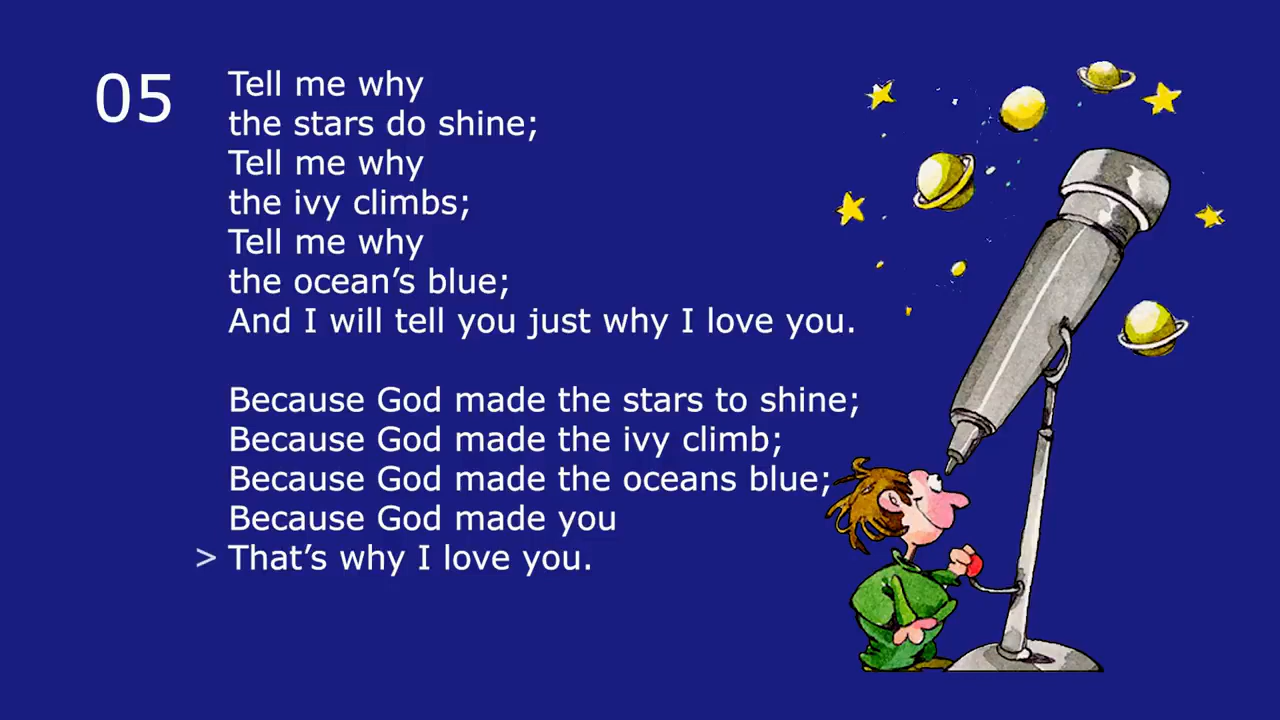 05
Tell me why
the stars do shine;
Tell me why
the ivy climbs;
Tell me why
the ocean’s blue;
And I will tell you just why I love you.
Because God made the stars to shine;
Because God made the ivy climb;
Because God made the oceans blue;
Because God made you
> That’s why I love you.